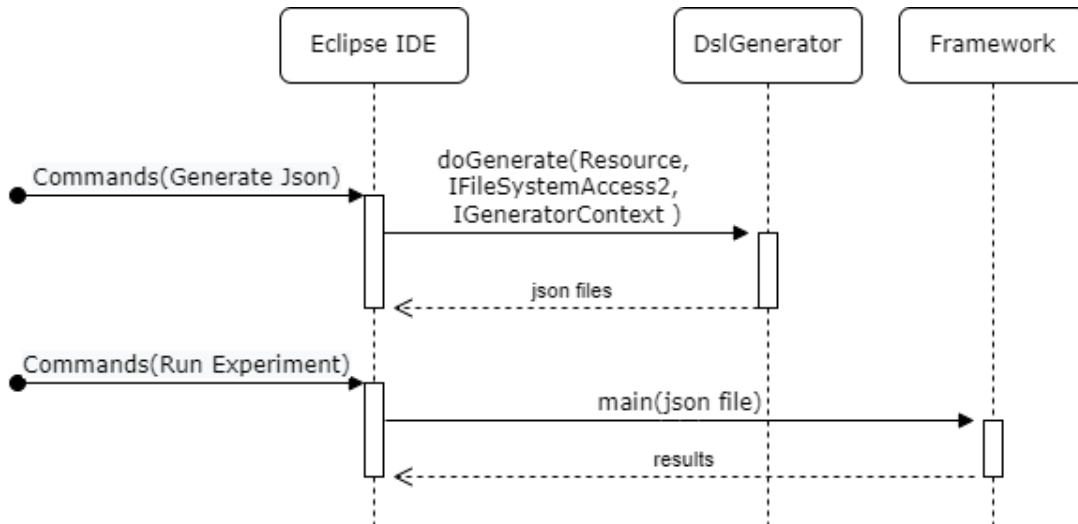 Eclipse IDE
DslGenerator
Framework
Commands(Generate Json)
doGenerate(Resource,
IFileSystemAccess2,
IGeneratorContext )
json files
Commands(Run Experiment)
main(json file)
results